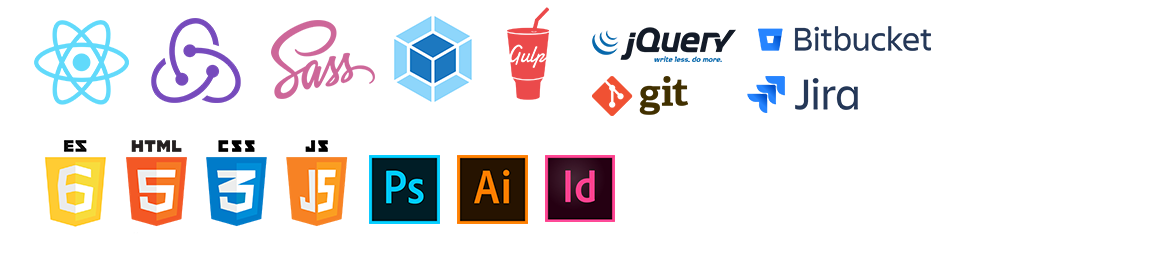 Sass
Gulp
jQuery
write less. do more.
Bitbucket
git
Jira
ES
6
HTML
5
CSS
3
JS
JS
Ps
Ai
Id